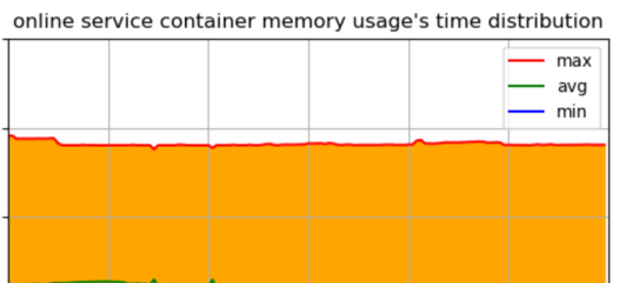 online service container memory usage's time distribution
max
avg
min